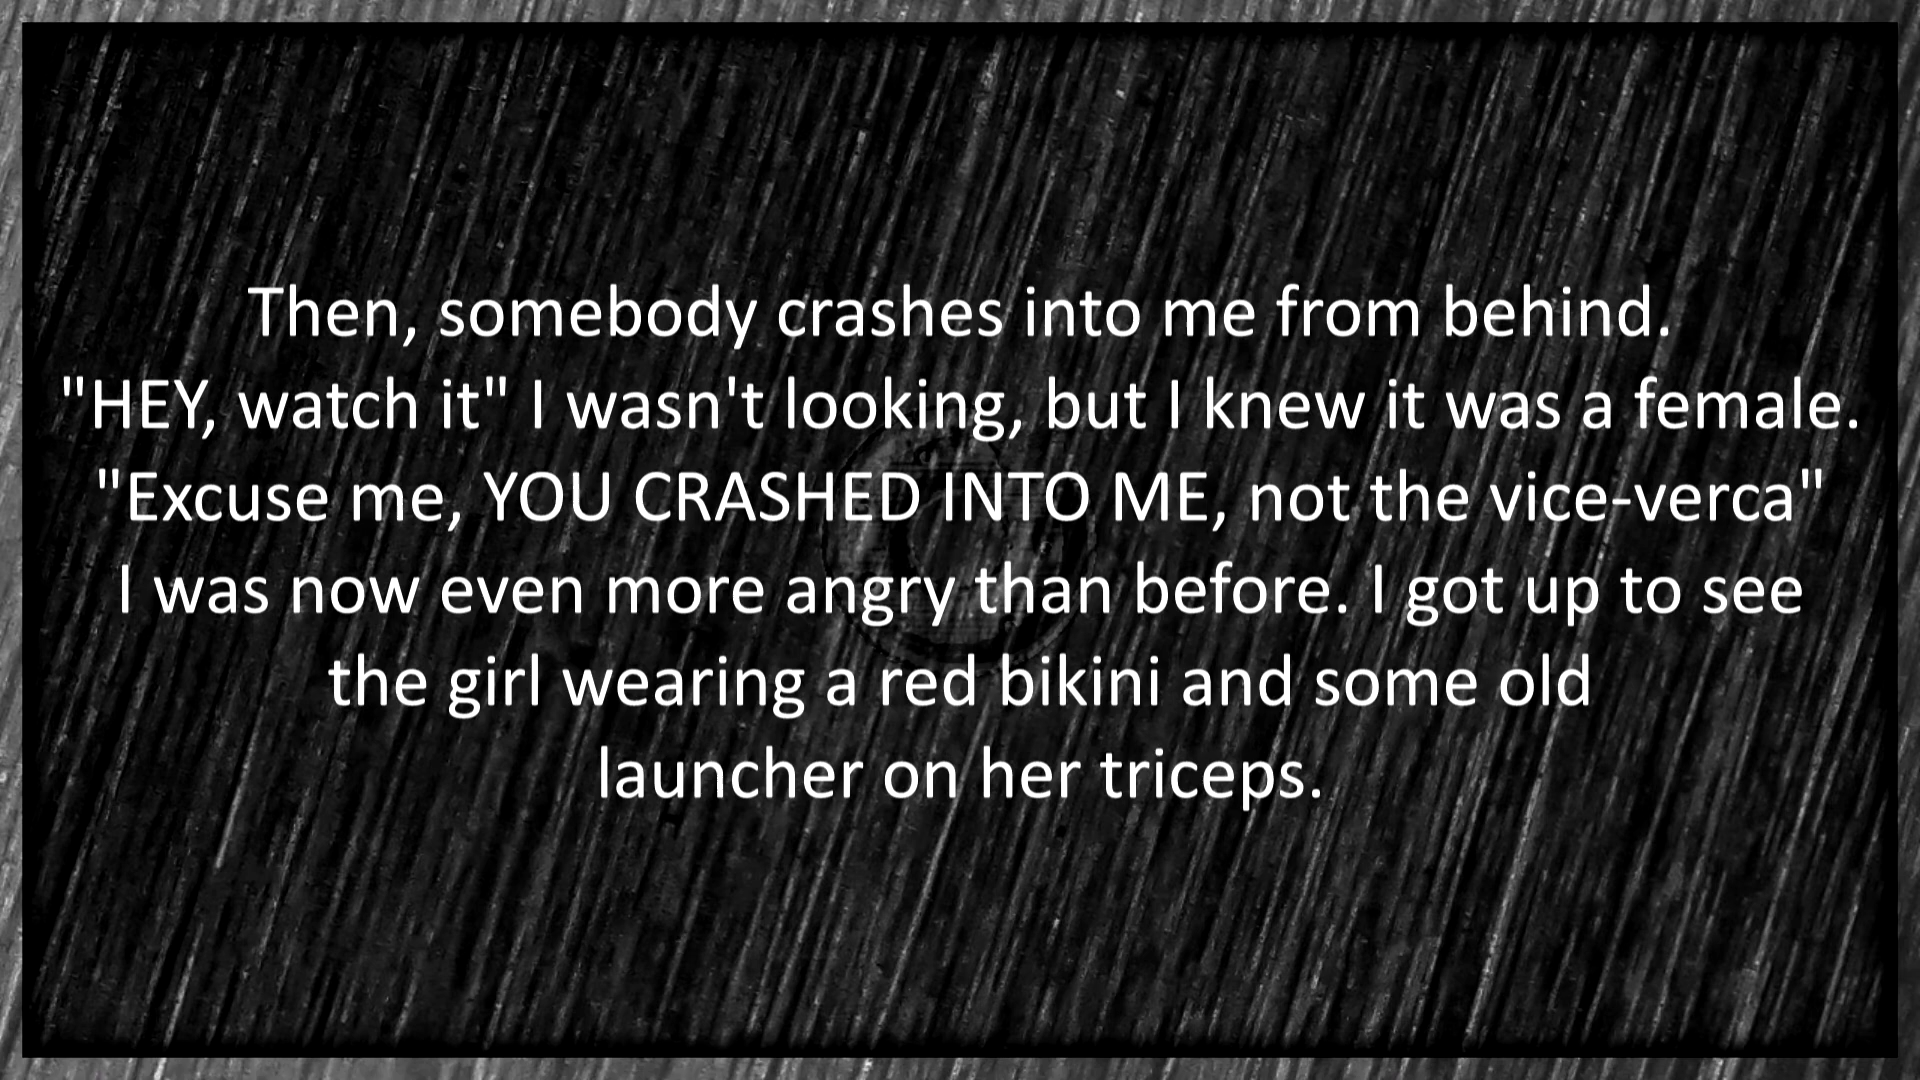 Then, somebody crashes into me from behind.
"HEY, watch it" I wasn't looking, but I knew it was a female.
"Excuse me, YOU CRASHED INTO ME, not the vice-verca"
I was now even more angry than before. I got up to see
the girl wearing a red bikini and some old
launcher on her triceps.